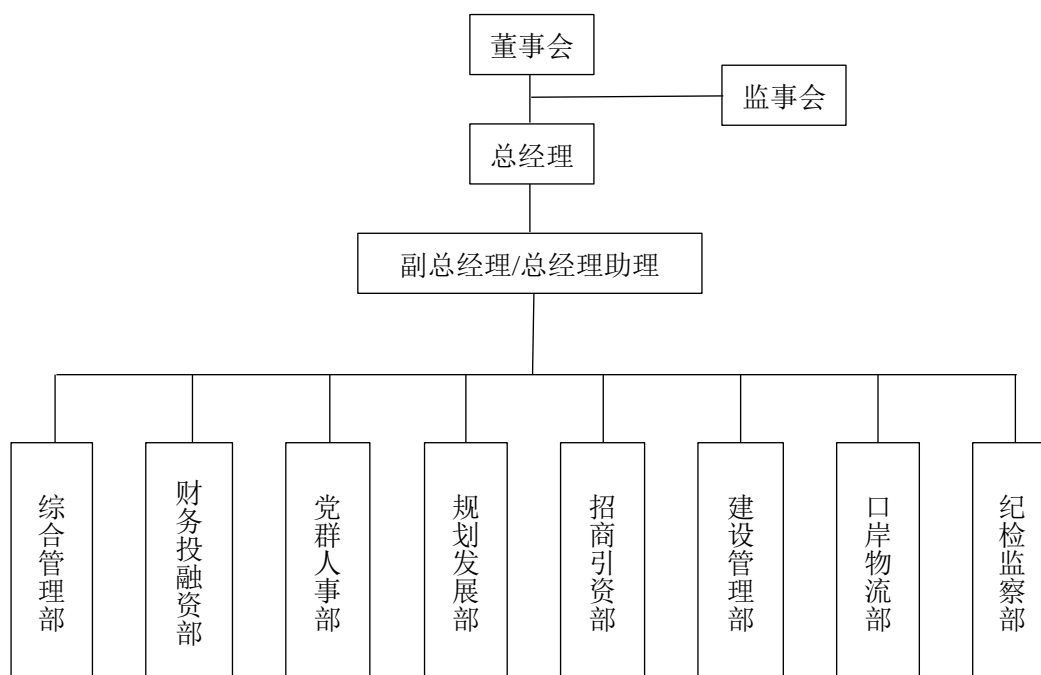 董事会
监事会
总经理
副总经理/总经理助理
综合管理部
财务投融资部
党群人事部
规划发展部
招商引资部
建设管理部
口岸物流部
纪检监察部